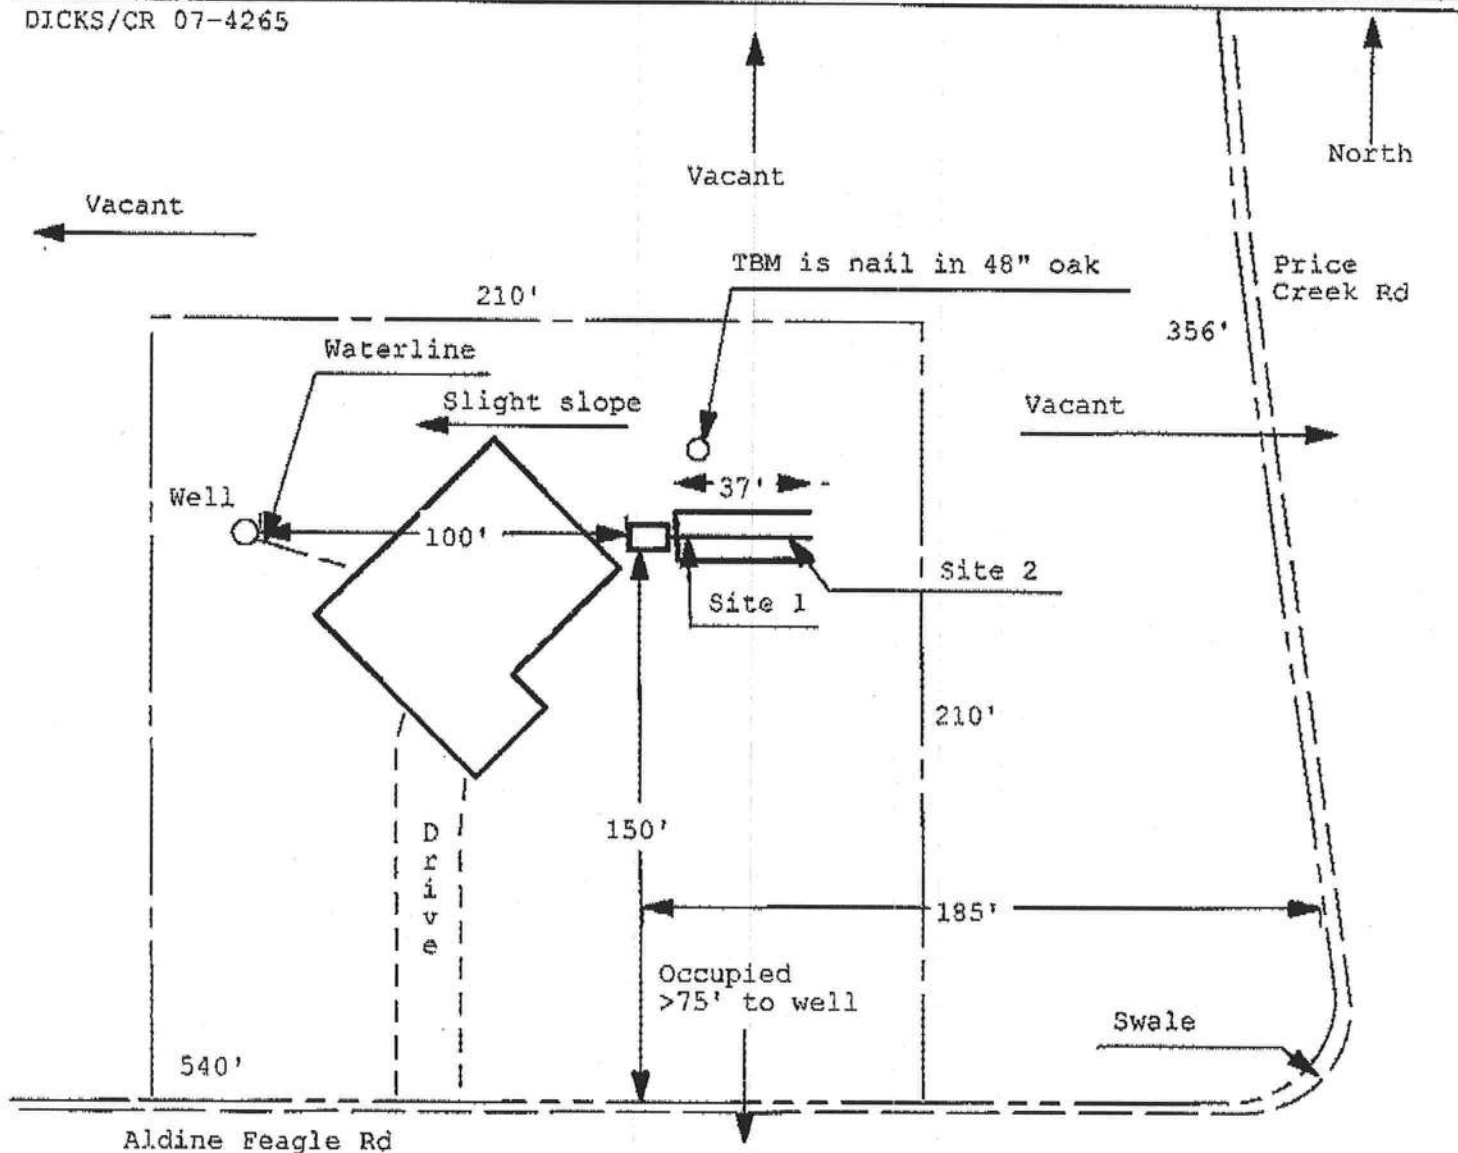 DICKS/CR 07-4265
North
Vacant
Vacant
TBM is nail in 48" oak
Price
Creek Rd
210'
356'
Waterline
Slight slope
Vacant
37'
Well
100'
Site 2
Site 1
210'
150'
Drive
185'
Occupied
>75' to well
Swale
540'
Aldine Feagle Rd